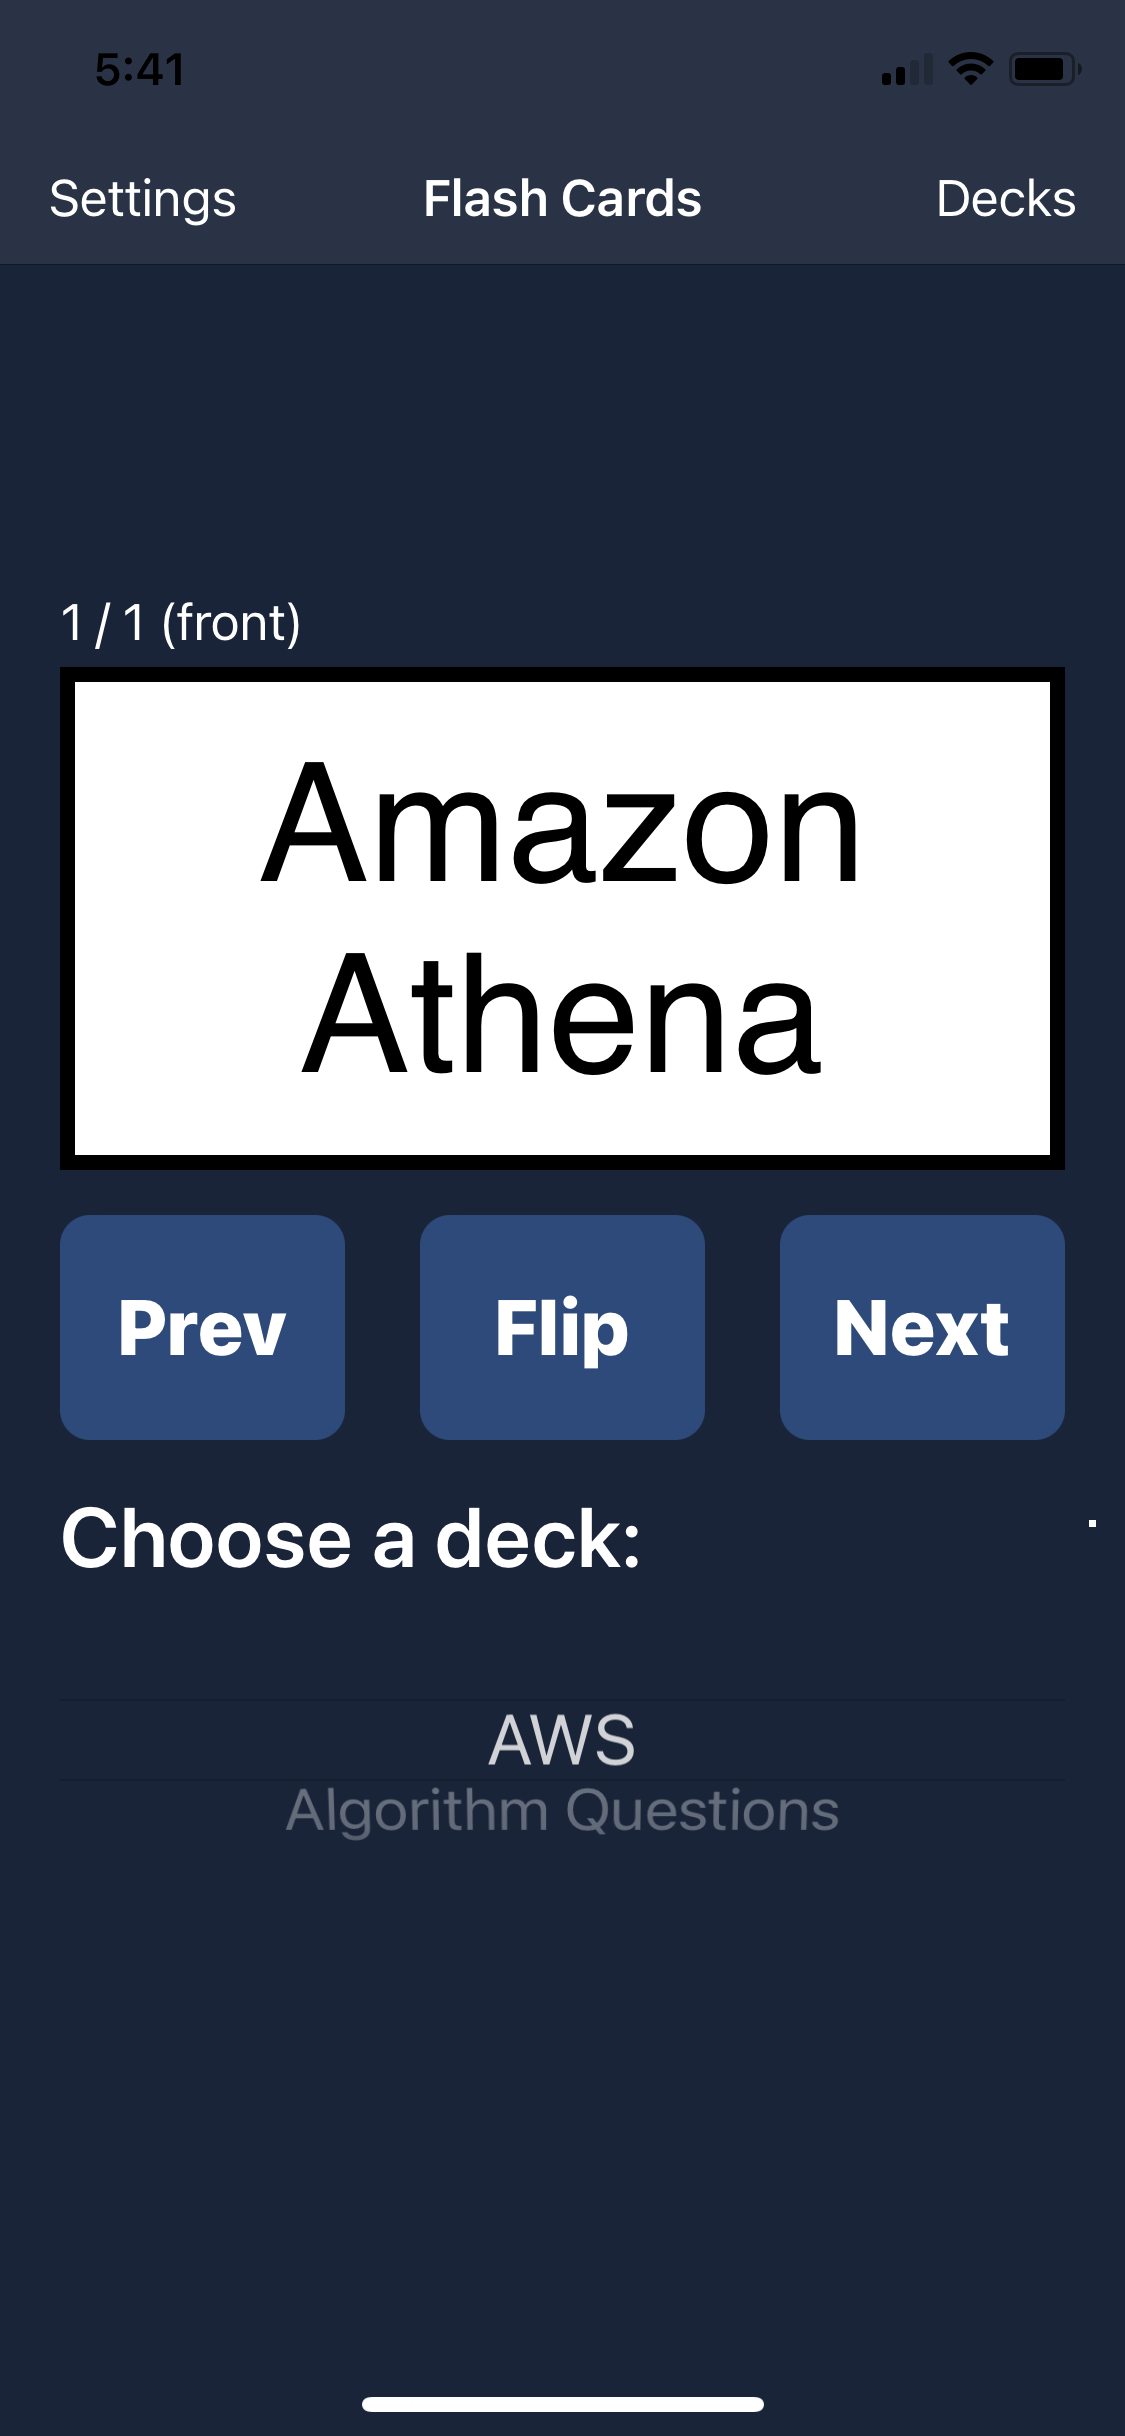 5:41
Settings Flash Cards Decks
1 / 1 (front)
Amazon
Athena
Prev Flip Next
Choose a deck:
AWS
Algorithm Questions